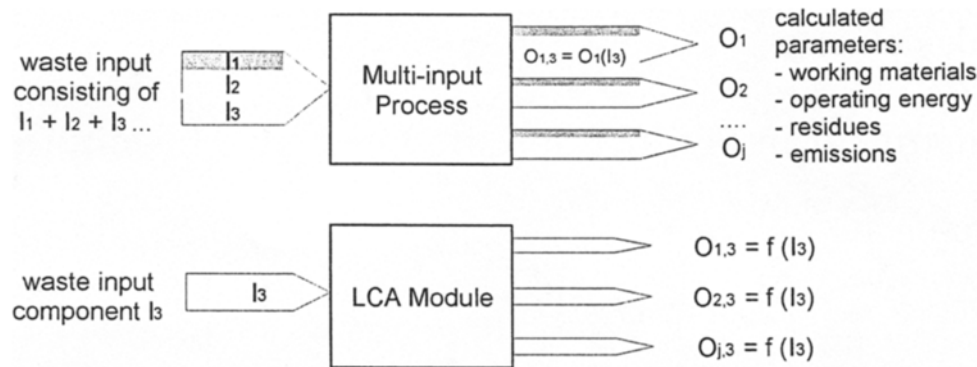 waste input
consisting of
I₁ + I₂ + I₃ ...
I₁
I₂
I₃
Multi-input
Process
O₁,₃ = O₁(I₃)
O₁
O₂
....
Oⱼ
calculated
parameters:
- working materials
- operating energy
- residues
- emissions
waste input
component I₃
I₃
LCA Module
O₁,₃ = f (I₃)
O₂,₃ = f (I₃)
Oⱼ,₃ = f (I₃)